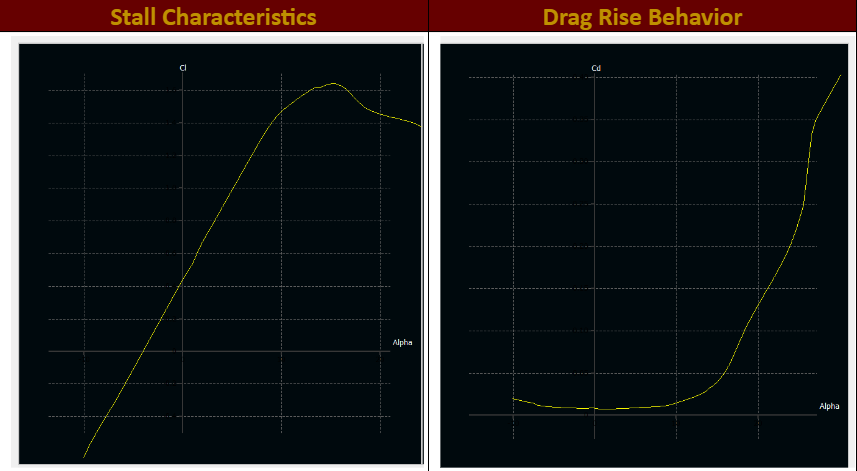 Stall Characteristics
Drag Rise Behavior
Cl
Alpha
Cd
Alpha